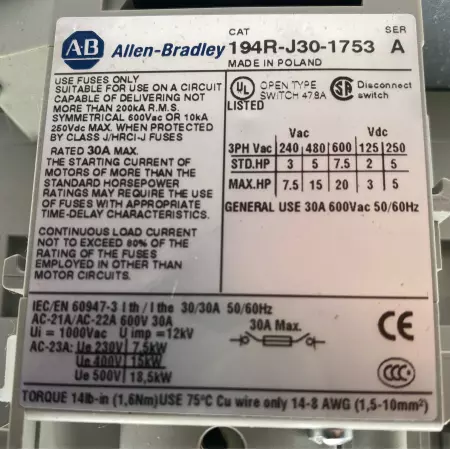 CAT SER
AB Allen-Bradley 194R-J30-1753 A
MADE IN POLAND
USE FUSES ONLY
SUITABLE FOR USE ON A CIRCUIT
CAPABLE OF DELIVERING NOT
MORE THAN 200kA R.M.S.
SYMMETRICAL 600Vac OR 10kA
250Vdc MAX. WHEN PROTECTED
BY CLASS J/HRCI-J FUSES
RATED 30A MAX.
THE STARTING CURRENT OF
MOTORS OF MORE THAN THE
STANDARD HORSEPOWER
RATINGS MAY REQUIRE THE USE
OF FUSES WITH APPROPRIATE
TIME-DELAY CHARACTERISTICS.
CONTINUOUS LOAD CURRENT
NOT TO EXCEED 80% OF THE
RATING OF THE FUSES
EMPLOYED IN OTHER THAN
MOTOR CIRCUITS.
UL OPEN TYPE SWITCH 47BA SA Disconnect switch
LISTED
Vac Vdc
3PH Vac 240 480 600 125 250
STD.HP 3 5 7.5 2 5
MAX.HP 7.5 15 20 3 5
GENERAL USE 30A 600Vac 50/60Hz
IEC/EN 60947-3 Ith/Ithe 30/30A 50/60Hz
AC-21A/AC-22A 600V 30A
Ui = 1000Vac U imp =12kV
AC-23A: Ue 230V 7.5kW
Ue 400V 15kW
Ue 500V 18,5kW
30A Max.
CE
CCC
TORQUE 14lb-in (1,6Nm) USE 75°C Cu wire only 14-8 AWG (1,5-10mm²)